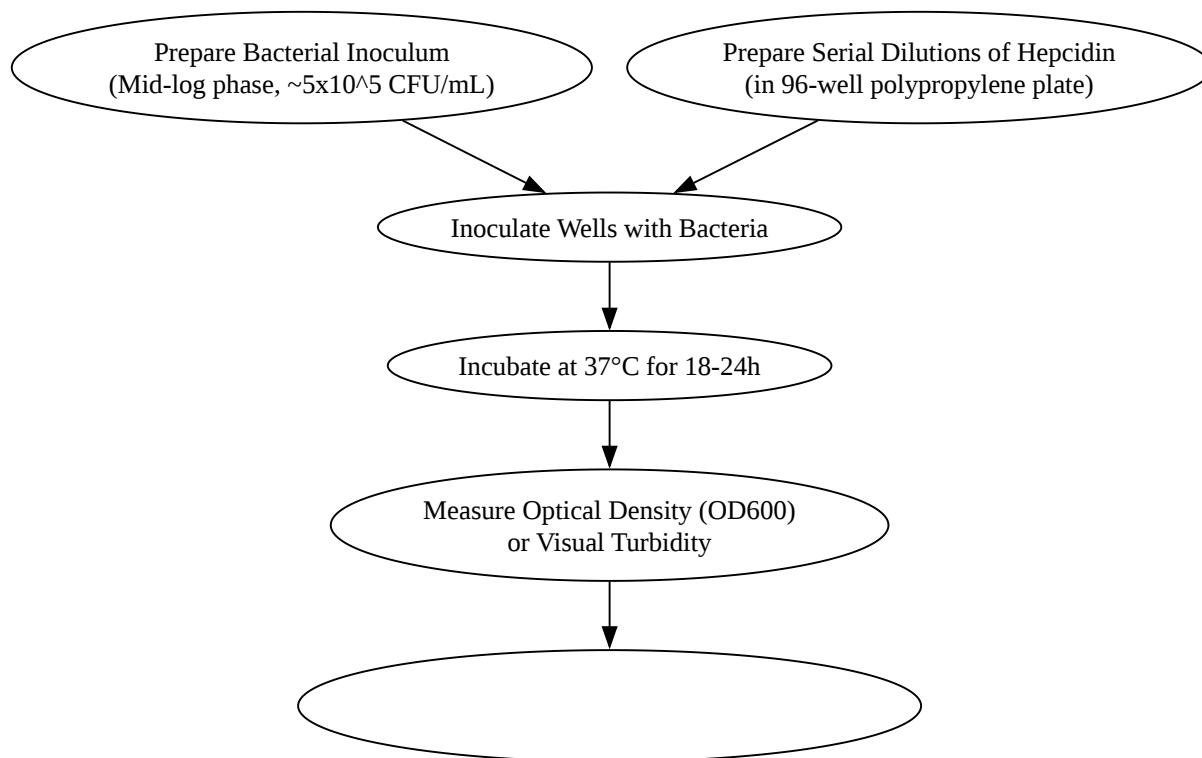 Prepare Bacterial Inoculum
(Mid-log phase, ~5x10^5 CFU/mL)
Prepare Serial Dilutions of Hepcidin
(in 96-well polypropylene plate)
Inoculate Wells with Bacteria
Incubate at 37°C for 18-24h
Measure Optical Density (OD600)
or Visual Turbidity